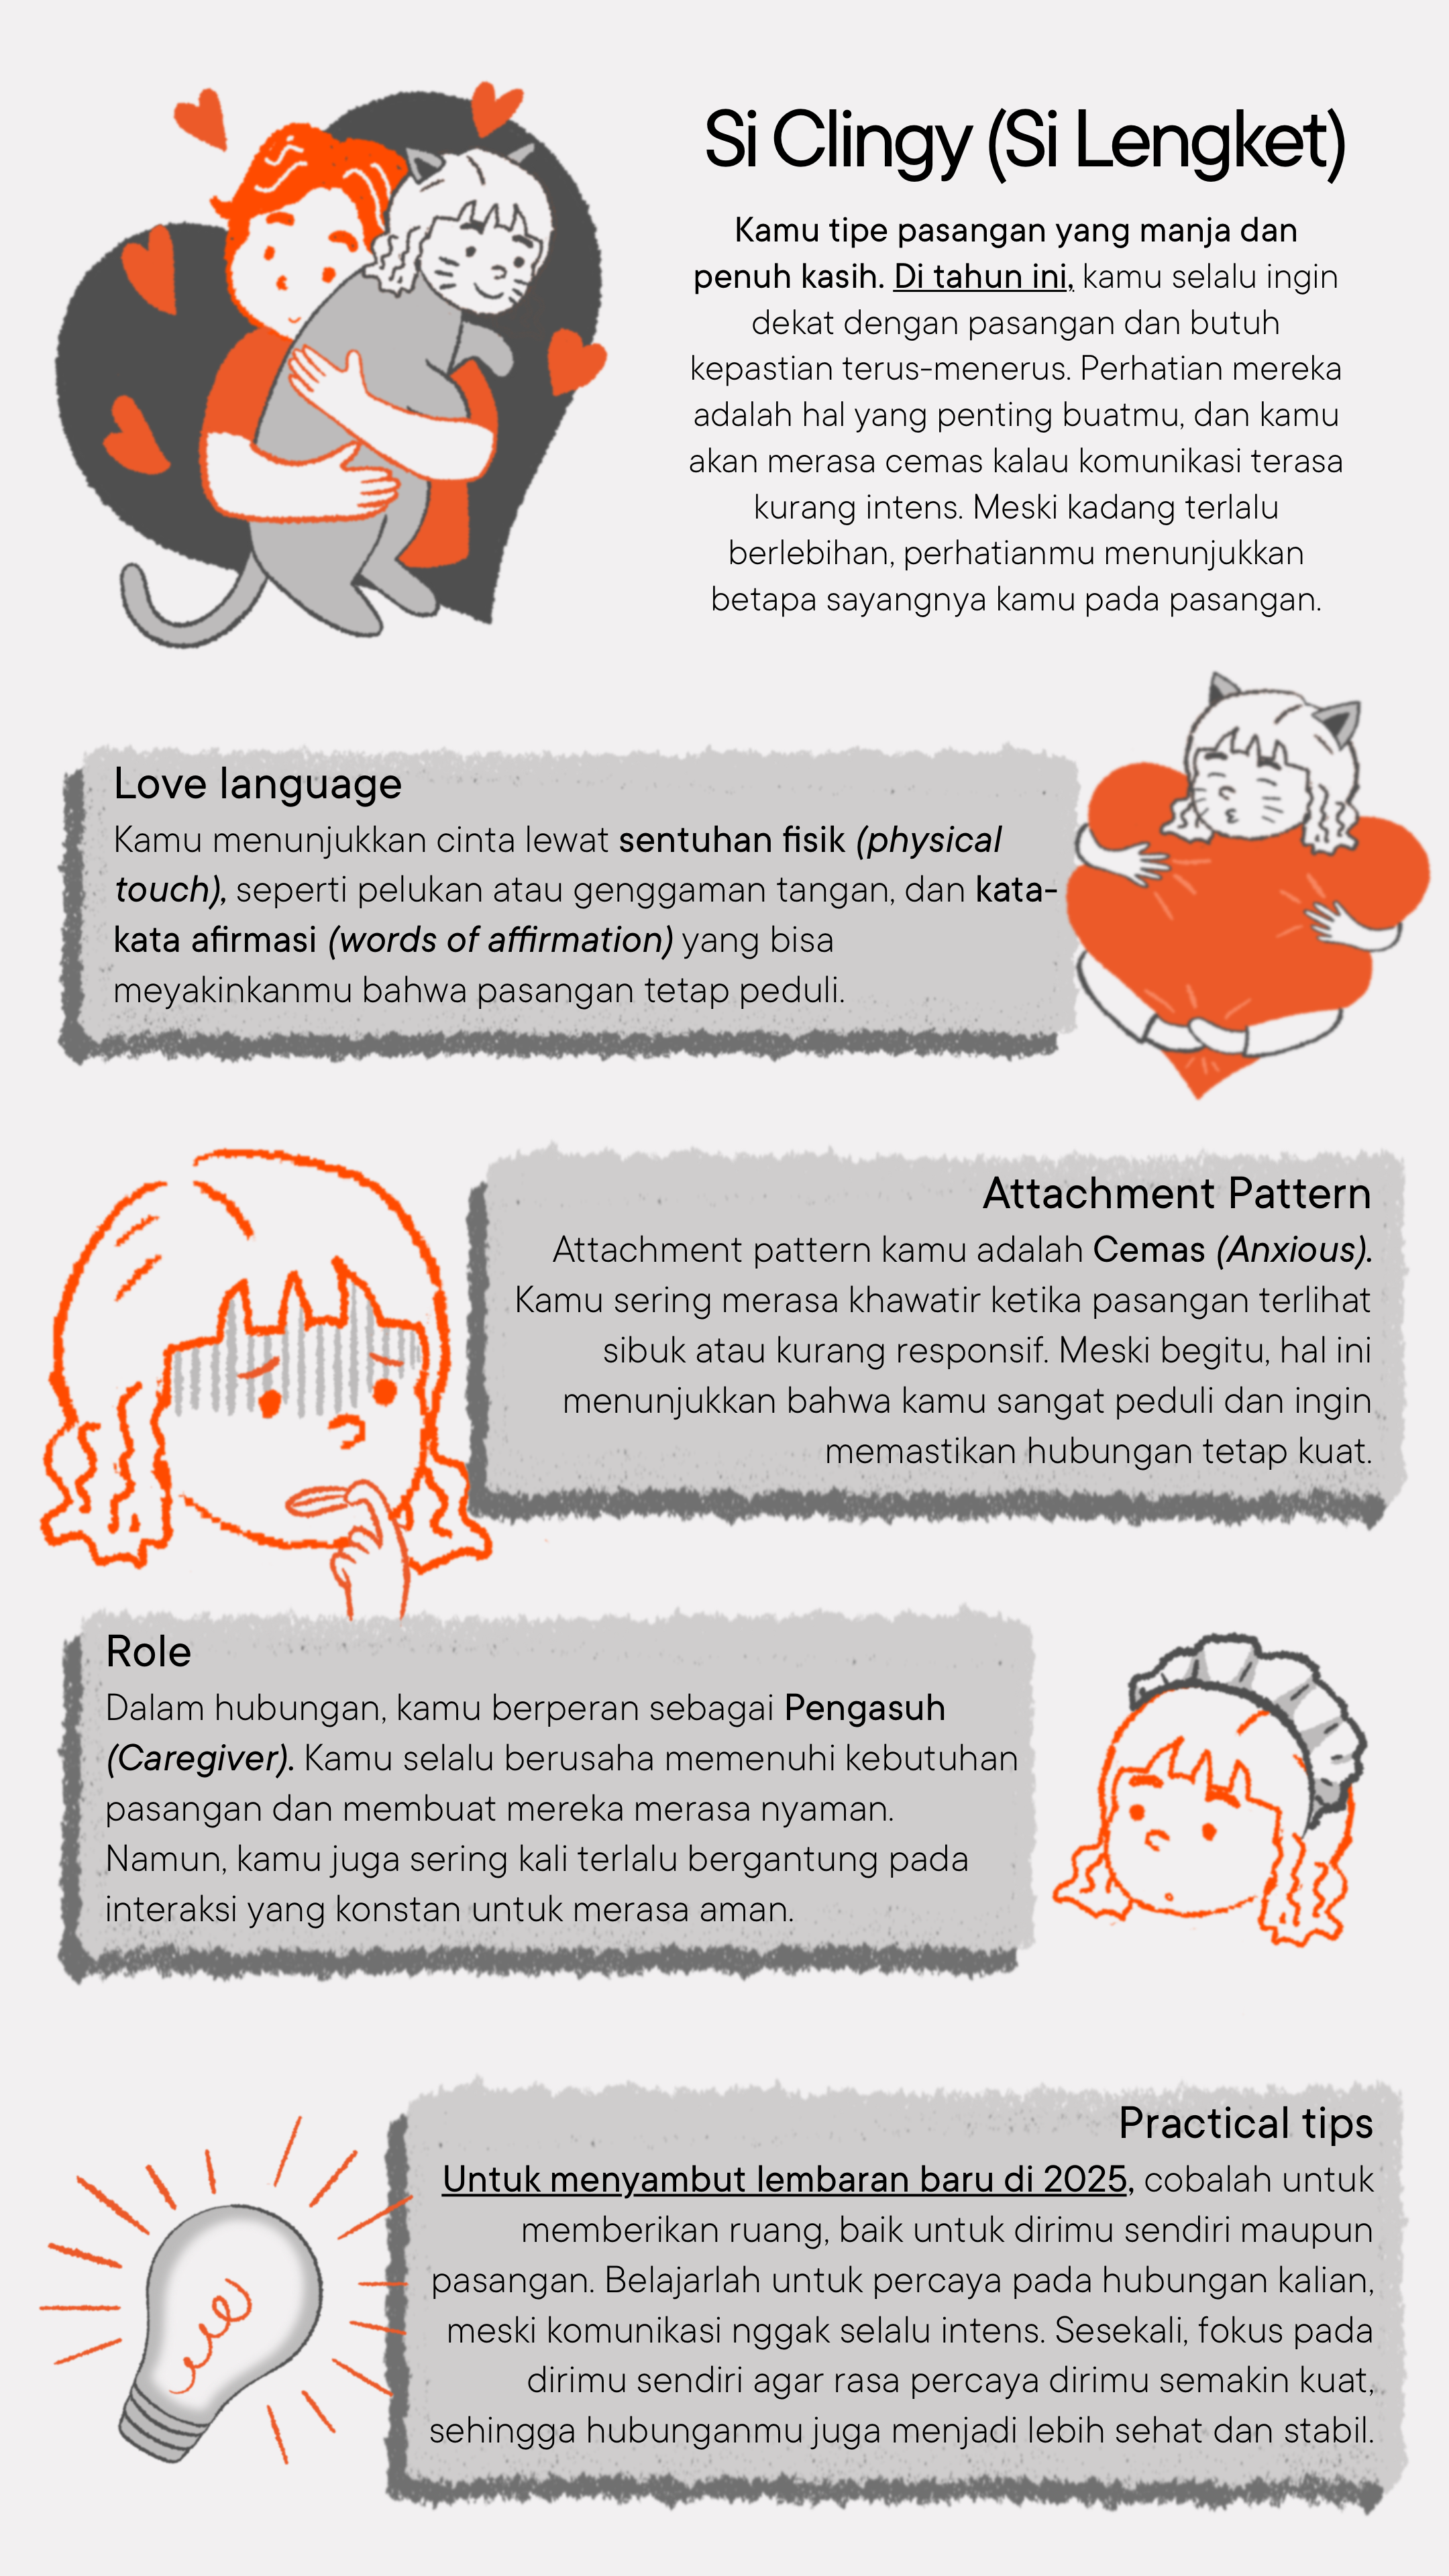 Si Clingy (Si Lengket)
Kamu tipe pasangan yang manja dan
penuh kasih. Di tahun ini, kamu selalu ingin
dekat dengan pasangan dan butuh
kepastian terus-menerus. Perhatian mereka
adalah hal yang penting buatmu, dan kamu
akan merasa cemas kalau komunikasi terasa
kurang intens. Meski kadang terlalu
berlebihan, perhatianmu menunjukkan
betapa sayangnya kamu pada pasangan.
Love language
Kamu menunjukkan cinta lewat sentuhan fisik (physical
touch), seperti pelukan atau genggaman tangan, dan kata-
kata afirmasi (words of affirmation) yang bisa
meyakinkanmu bahwa pasangan tetap peduli.
Attachment Pattern
Attachment pattern kamu adalah Cemas (Anxious).
Kamu sering merasa khawatir ketika pasangan terlihat
sibuk atau kurang responsif. Meski begitu, hal ini
menunjukkan bahwa kamu sangat peduli dan ingin
memastikan hubungan tetap kuat.
Role
Dalam hubungan, kamu berperan sebagai Pengasuh
(Caregiver). Kamu selalu berusaha memenuhi kebutuhan
pasangan dan membuat mereka merasa nyaman.
Namun, kamu juga sering kali terlalu bergantung pada
interaksi yang konstan untuk merasa aman.
Practical tips
Untuk menyambut lembaran baru di 2025, cobalah untuk
memberikan ruang, baik untuk dirimu sendiri maupun
pasangan. Belajarlah untuk percaya pada hubungan kalian,
meski komunikasi nggak selalu intens. Sesekali, fokus pada
dirimu sendiri agar rasa percaya dirimu semakin kuat,
sehingga hubunganmu juga menjadi lebih sehat dan stabil.